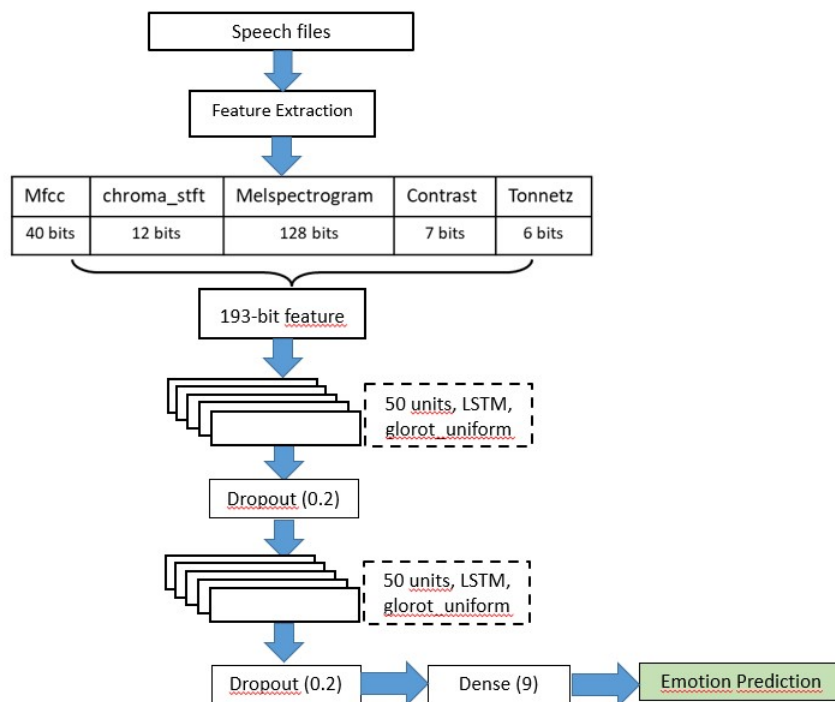 Speech files
Feature Extraction
Mfcc chroma_stft Melspectrogram Contrast Tonnetz
40 bits 12 bits 128 bits 7 bits 6 bits
193-bit feature
50 units, LSTM,
glorot_uniform
Dropout (0.2)
50 units, LSTM,
glorot_uniform
Dropout (0.2) Dense (9) Emotion Prediction